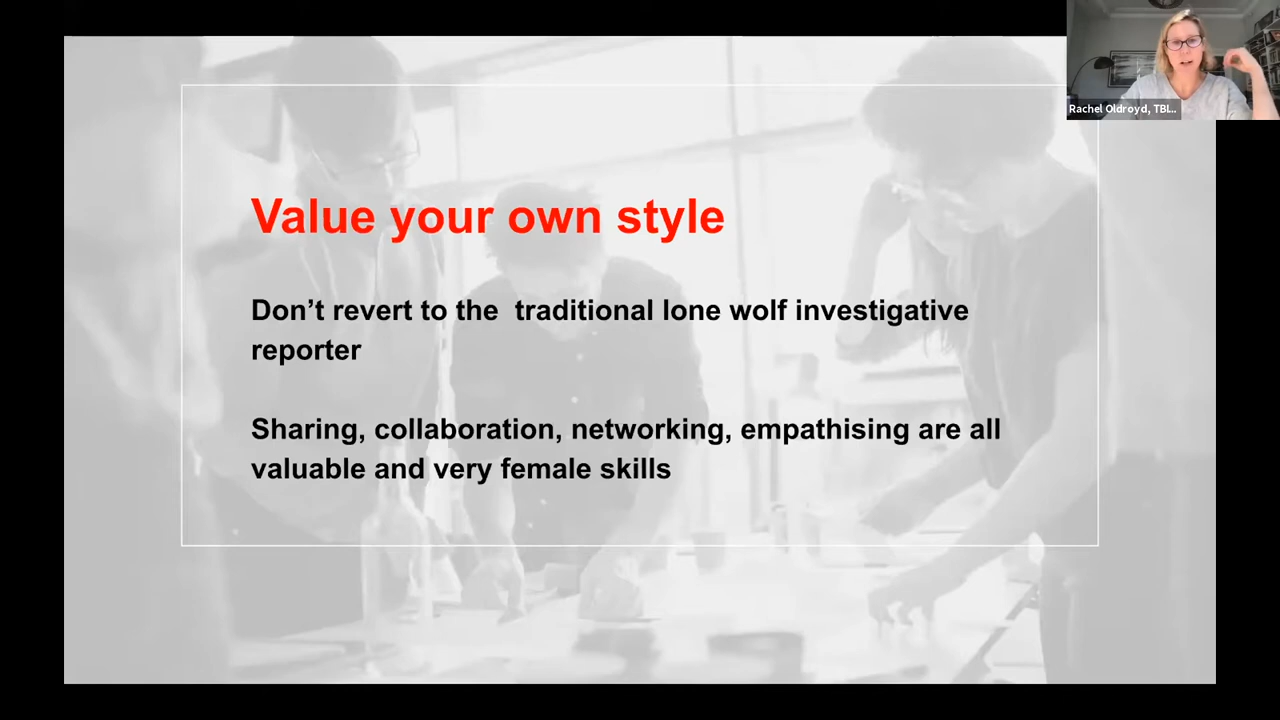 Rachel Oldroyd, TBI...
Value your own style
Don’t revert to the  traditional lone wolf investigative
reporter
Sharing, collaboration, networking, empathising are all
valuable and very female skills